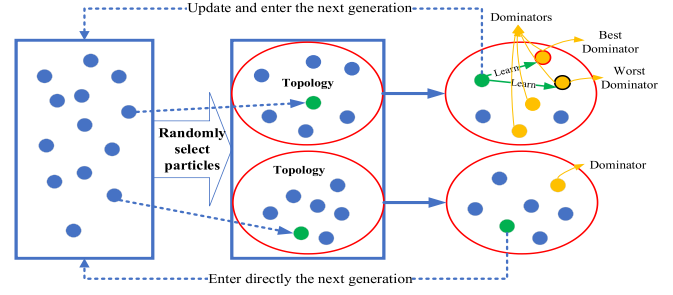 Update and enter the next generation
Dominators
Best
Dominator
Worst
Dominator
Learn
Learn
Topology
Randomly
select
particles
Topology
Dominator
Enter directly the next generation